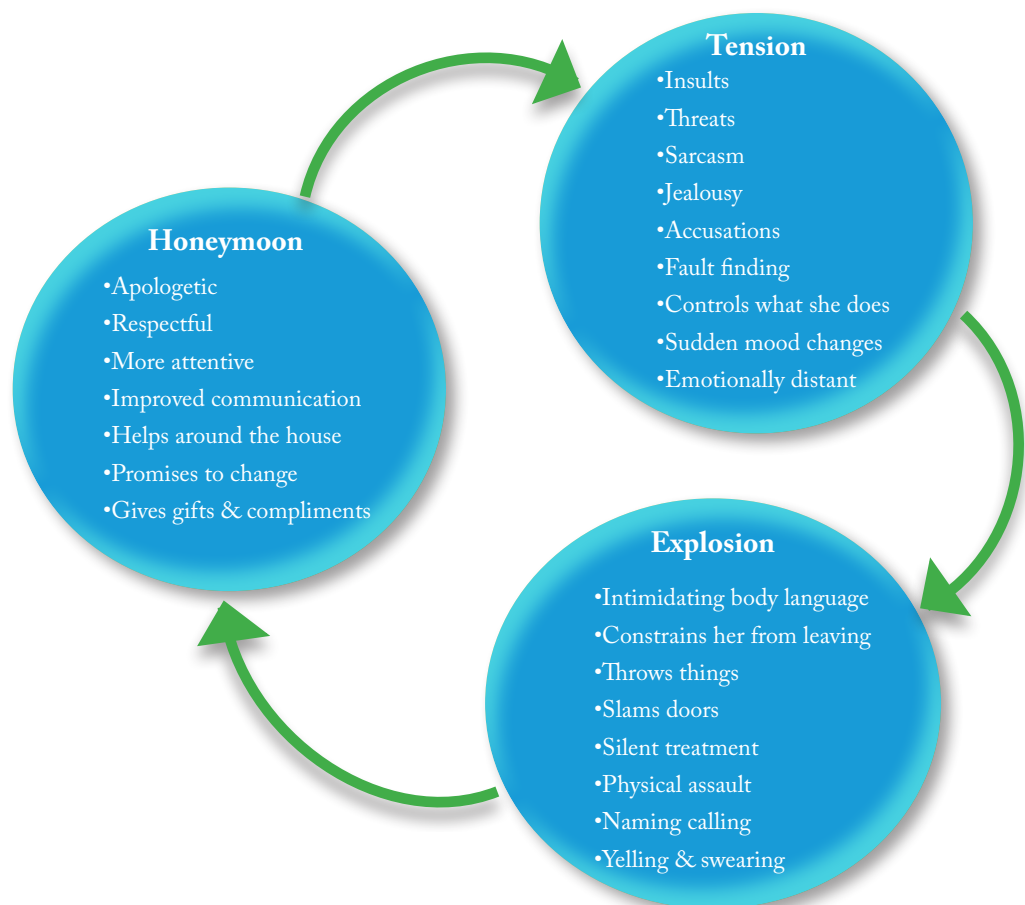 Tension
•Insults
•Threats
•Sarcasm
•Jealousy
•Accusations
•Fault finding
•Controls what she does
•Sudden mood changes
•Emotionally distant
Honeymoon
•Apologetic
•Respectful
•More attentive
•Improved communication
•Helps around the house
•Promises to change
•Gives gifts & compliments
Explosion
•Intimidating body language
•Constrains her from leaving
•Throws things
•Slams doors
•Silent treatment
•Physical assault
•Naming calling
•Yelling & swearing